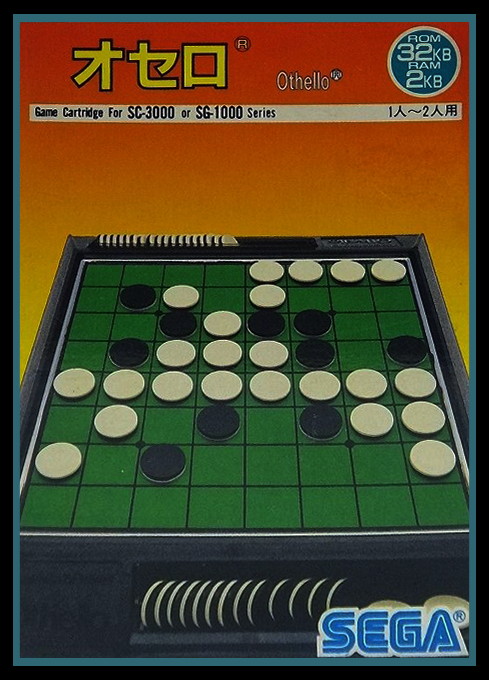 オセロ®
Othello®
ROM
32KB
RAM
2KB
Game Cartridge For SC-3000 or SG-1000 Series
1人～2人用
SEGA®